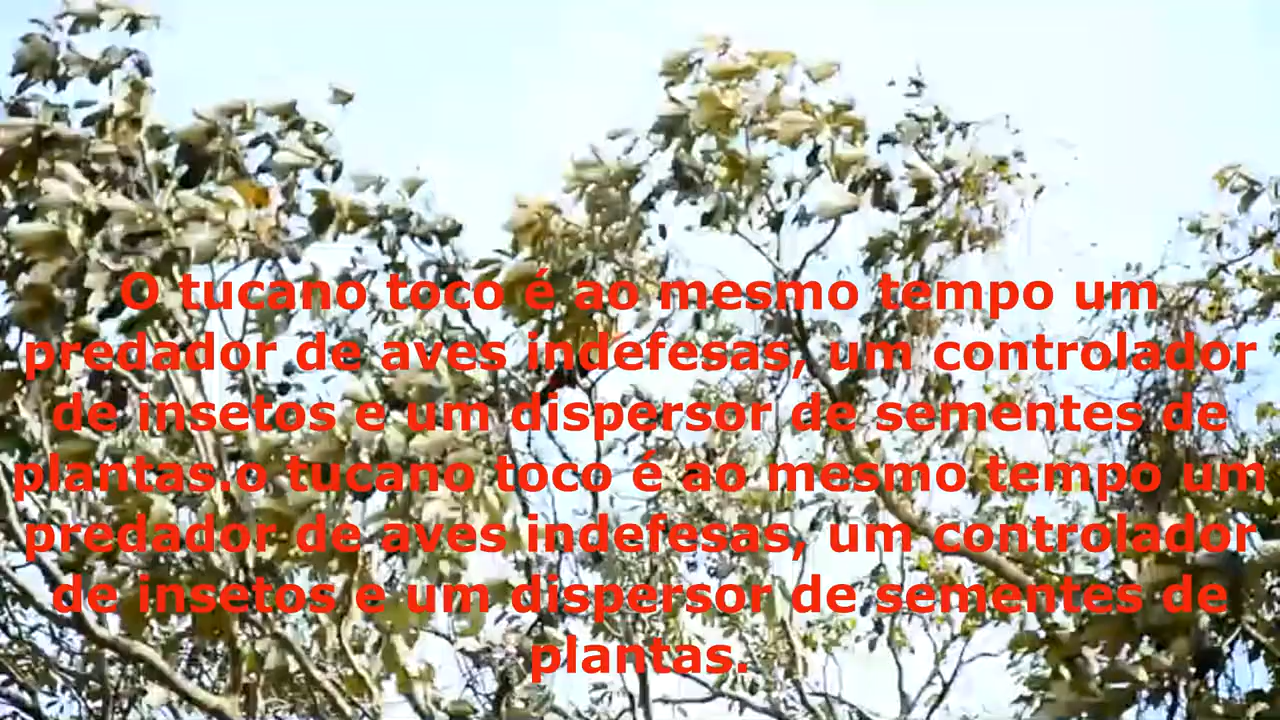 O tucano toco é ao mesmo tempo um
predador de aves indefesas, um controlador
de insetos e um dispersor de sementes de
plantas.o tucano toco é ao mesmo tempo um
predador de aves indefesas, um controlador
de insetos e um dispersor de sementes de
plantas.